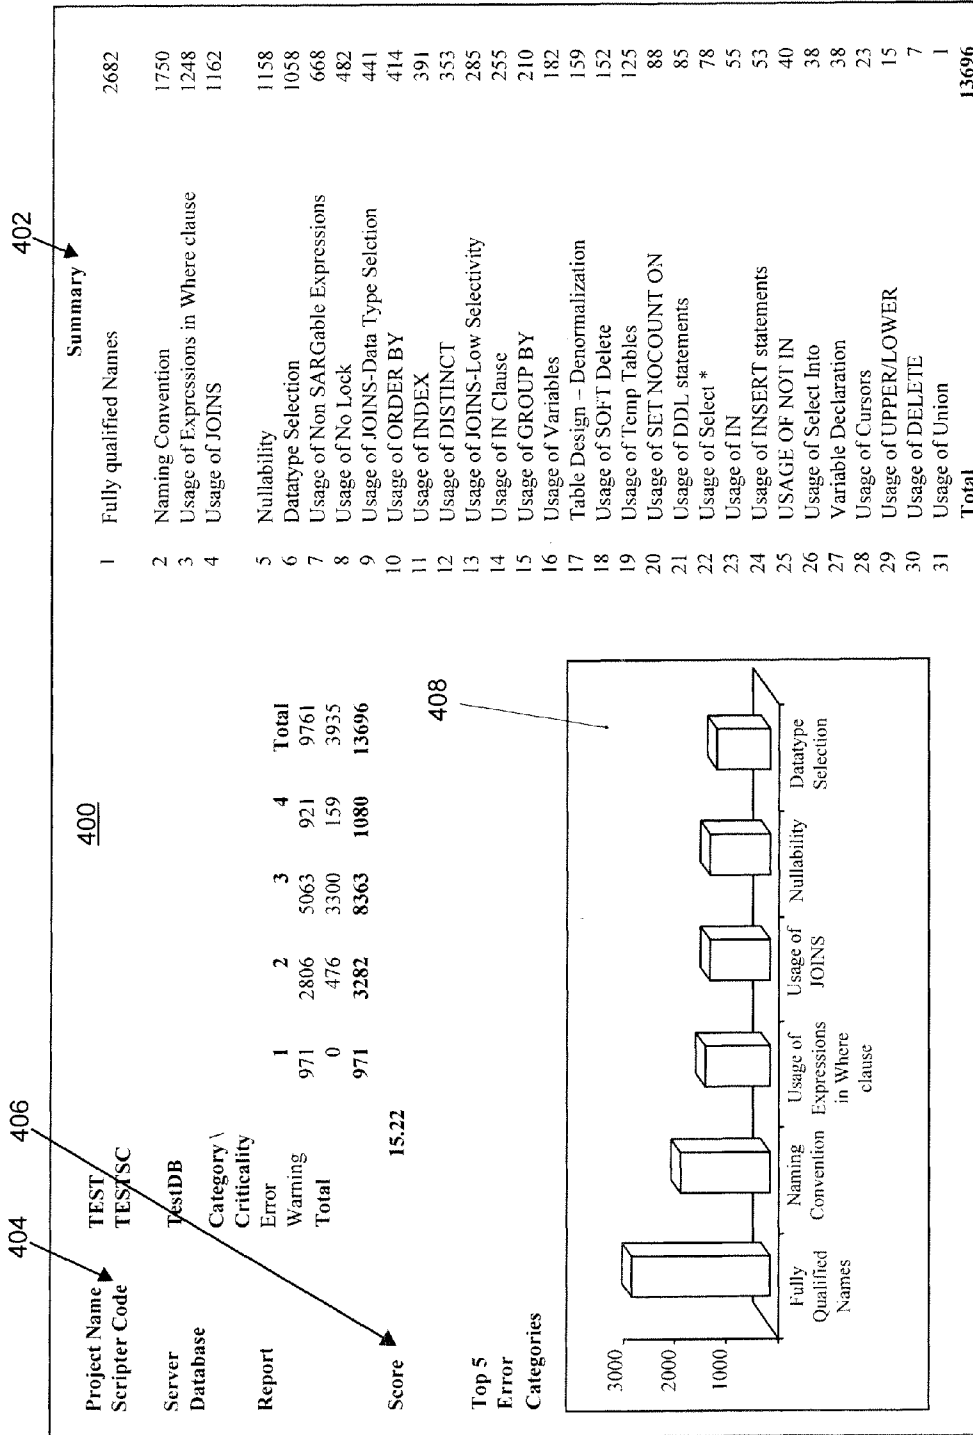 400
404
406
402
Project Name TEST
Scripter Code TESTSC
Server
Database TestDB
Report Category \ Criticality 1 2 3 4 Total
Error 971 2806 5063 921 9761
Warning 0 476 3300 159 3935
Total 971 3282 8363 1080 13696
Score 15.22
Top 5
Error
Categories
408
3000
2000
1000
Fully
Qualified
Names
Naming
Convention
Usage of
Expressions
in Where
clause
Usage of
JOINS
Nullability
Datatype
Selection
Summary
1 Fully qualified Names 2682
2 Naming Convention 1750
3 Usage of Expressions in Where clause 1248
4 Usage of JOINS 1162
5 Nullability 1158
6 Datatype Selection 1058
7 Usage of Non SARGable Expressions 668
8 Usage of No Lock 482
9 Usage of JOINS-Data Type Selction 441
10 Usage of ORDER BY 414
11 Usage of INDEX 391
12 Usage of DISTINCT 353
13 Usage of JOINS-Low Selectivity 285
14 Usage of IN Clause 255
15 Usage of GROUP BY 210
16 Usage of Variables 182
17 Table Design – Denormalization 159
18 Usage of SOFT Delete 152
19 Usage of Temp Tables 125
20 Usage of SET NOCOUNT ON 88
21 Usage of DDL statements 85
22 Usage of Select * 78
23 Usage of IN 55
24 Usage of INSERT statements 53
25 USAGE OF NOT IN 40
26 Usage of Select Into 38
27 Variable Declaration 38
28 Usage of Cursors 23
29 Usage of UPPER/LOWER 15
30 Usage of DELETE 7
31 Usage of Union 1
Total 13696